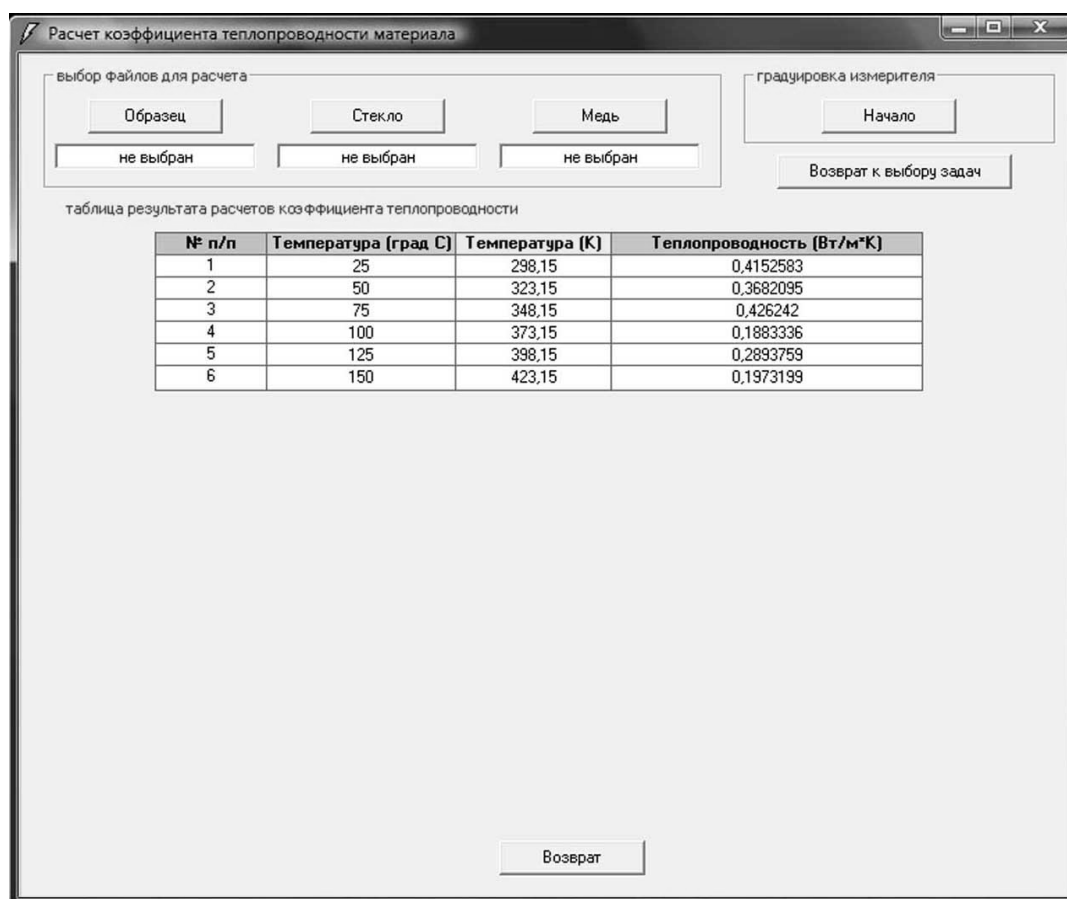 Расчет коэффициента теплопроводности материала
выбор файлов для расчета
градуировка измерителя
Образец Стекло Медь Начало
не выбран не выбран не выбран
Возврат к выбору задач
таблица результата расчетов коэффициента теплопроводности
№ п/п Температура (град С) Температура (К) Теплопроводность (Вт/м*К)
1 25 298,15 0,4152583
2 50 323,15 0,3682095
3 75 348,15 0,426242
4 100 373,15 0,1883336
5 125 398,15 0,2893759
6 150 423,15 0,1973199
Возврат